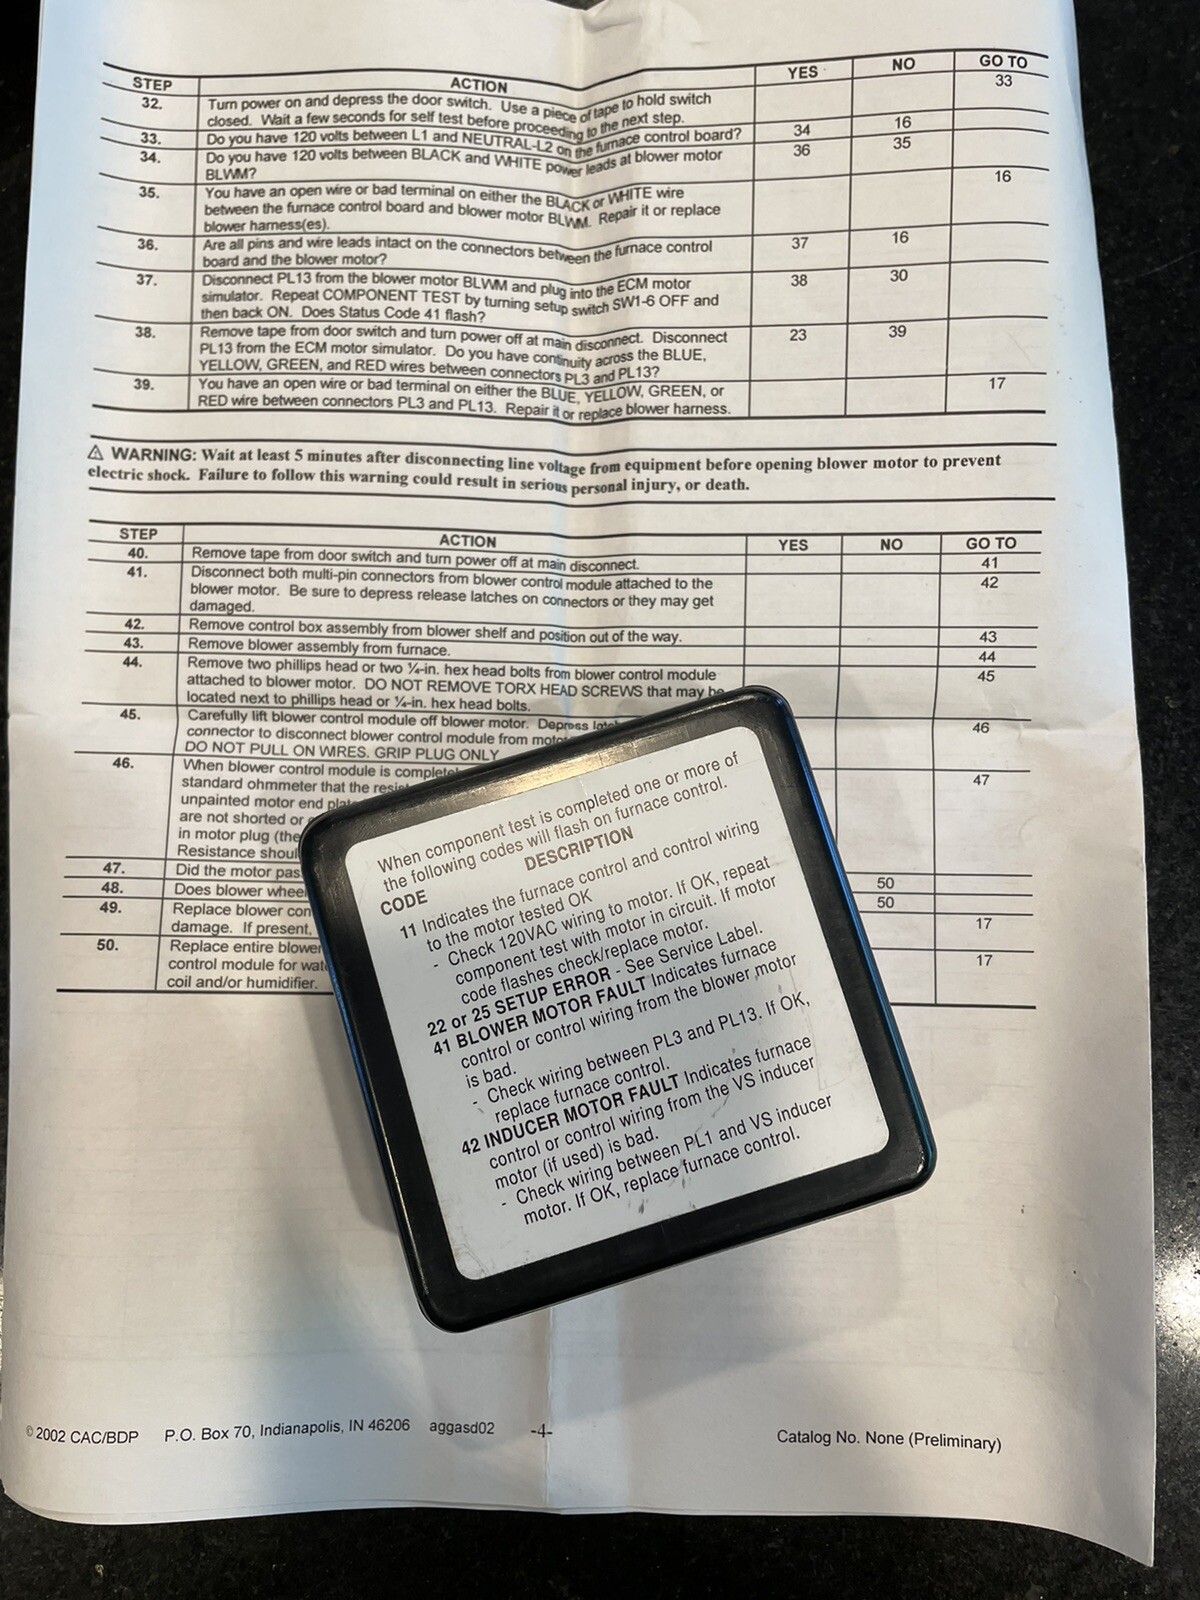 STEP ACTION YES NO GO TO
32. Turn power on and depress the door switch. Use a piece of tape to hold switch 33
closed. Wait a few seconds for self test before proceeding to the next step.
33. Do you have 120 volts between L1 and NEUTRAL-L2 on the furnace control board? 34 16
34. Do you have 120 volts between BLACK and WHITE power leads at blower motor 36 35
BLWM?
35. You have an open wire or bad terminal on either the BLACK or WHITE wire 16
between the furnace control board and blower motor BLWM. Repair it or replace
blower harness(es).
36. Are all pins and wire leads intact on the connectors between the furnace control 37 16
board and the blower motor?
37. Disconnect PL13 from the blower motor BLWM and plug into the ECM motor 38 30
simulator. Repeat COMPONENT TEST by turning setup switch SW1-6 OFF and
then back ON. Does Status Code 41 flash?
38. Remove tape from door switch and turn power off at main disconnect. Disconnect 23 39
PL13 from the ECM motor simulator. Do you have continuity across the BLUE,
YELLOW, GREEN, and RED wires between connectors PL3 and PL13?
39. You have an open wire or bad terminal on either the BLUE, YELLOW, GREEN, or 17
RED wire between connectors PL3 and PL13. Repair it or replace blower harness.
⚠ WARNING: Wait at least 5 minutes after disconnecting line voltage from equipment before opening blower motor to prevent
electric shock. Failure to follow this warning could result in serious personal injury, or death.
STEP ACTION YES NO GO TO
40. Remove tape from door switch and turn power off at main disconnect. 41
41. Disconnect both multi-pin connectors from blower control module attached to the 42
blower motor. Be sure to depress release latches on connectors or they may get
damaged.
42. Remove control box assembly from blower shelf and position out of the way. 43
43. Remove blower assembly from furnace. 44
44. Remove two phillips head or two ¼-in. hex head bolts from blower control module 45
attached to blower motor. DO NOT REMOVE TORX HEAD SCREWS that may be
located next to phillips head or ¼-in. hex head bolts.
45. Carefully lift blower control module off blower motor. Depress 46
connector to disconnect blower control module from
DO NOT PULL ON WIRES. GRIP PLUG ONLY
46. When blower control module is 47
standard ohmmeter that the
unpainted motor end
are not shorted or
in motor plug (the
Resistance
47. Did the motor
48. Does blower 50
49. Replace blower 50
damage. If present, 17
50. Replace entire blower
control module for 17
coil and/or humidifier.
When component test is completed one or more of
the following codes will flash on furnace control.
CODE DESCRIPTION
11 Indicates the furnace control and control wiring
to the motor tested OK
- Check 120VAC wiring to motor. If OK, repeat
component test with motor in circuit. If motor
code flashes check/replace motor.
22 or 25 SETUP ERROR - See Service Label.
41 BLOWER MOTOR FAULT Indicates furnace
control or control wiring from the blower motor
is bad.
- Check wiring between PL3 and PL13. If OK,
replace furnace control.
42 INDUCER MOTOR FAULT Indicates furnace
control or control wiring from the VS inducer
motor (if used) is bad.
- Check wiring between PL1 and VS inducer
motor. If OK, replace furnace control.
© 2002 CAC/BDP P.O. Box 70, Indianapolis, IN 46206 aggasd02 -4- Catalog No. None (Preliminary)